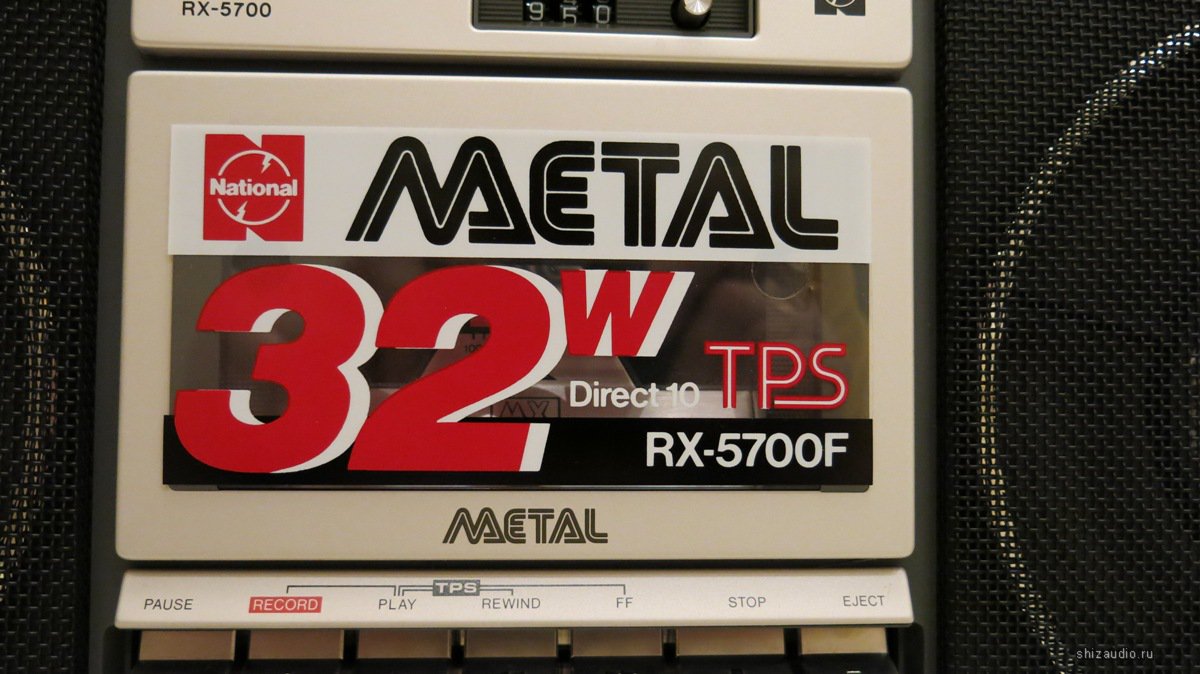 RX-5700
950
National
METAL
32W
Direct 10
TPS
RX-5700F
METAL
TPS
PAUSE RECORD PLAY REWIND FF STOP EJECT
shizaudio.ru